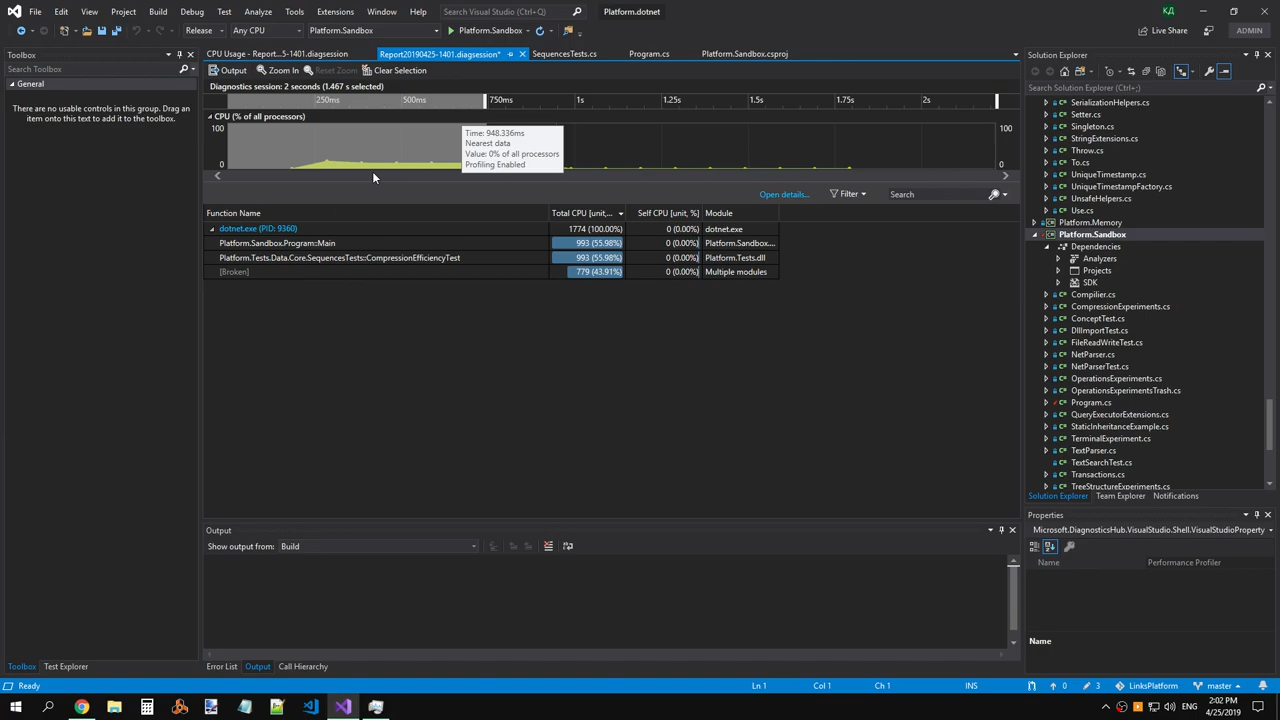 File Edit View Project Build Debug Test Analyze Tools Extensions Window Help Search Visual Studio (Ctrl+Q) Platform.dotnet КД
Release Any CPU Platform.Sandbox Platform.Sandbox Live Share ADMIN
Toolbox
Search Toolbox
General
There are no usable controls in this group. Drag an
item onto this text to add it to the toolbox.
CPU Usage - Report...5-1401.diagsession Report20190425-1401.diagsession* SequencesTests.cs Program.cs Platform.Sandbox.csproj
Output Zoom In Reset Zoom Clear Selection
Diagnostics session: 2 seconds (1.467 s selected)
250ms 500ms 750ms 1s 1.25s 1.5s 1.75s 2s
CPU (% of all processors)
100 100
0 0
Time: 948.336ms
Nearest data
Value: 0% of all processors
Profiling Enabled
Open details... Filter Search
Function Name Total CPU [unit,... Self CPU [unit, %] Module
dotnet.exe (PID: 9360) 1774 (100.00%) 0 (0.00%) dotnet.exe
Platform.Sandbox.Program::Main 993 (55.98%) 0 (0.00%) Platform.Sandbox....
Platform.Tests.Data.Core.SequencesTests::CompressionEfficiencyTest 993 (55.98%) 0 (0.00%) Platform.Tests.dll
[Broken] 779 (43.91%) 0 (0.00%) Multiple modules
Output
Show output from: Build
Solution Explorer
Search Solution Explorer (Ctrl+;)
SerializationHelpers.cs
Setter.cs
Singleton.cs
StringExtensions.cs
Throw.cs
To.cs
UniqueTimestamp.cs
UniqueTimestampFactory.cs
UnsafeHelpers.cs
Use.cs
Platform.Memory
Platform.Sandbox
Dependencies
Analyzers
Projects
SDK
Compilier.cs
CompressionExperiments.cs
ConceptTest.cs
DllImportTest.cs
FileReadWriteTest.cs
NetParser.cs
NetParserTest.cs
OperationsExperiments.cs
OperationsExperimentsTrash.cs
Program.cs
QueryExecutorExtensions.cs
StaticInheritanceExample.cs
TerminalExperiment.cs
TextParser.cs
TextSearchTest.cs
Transactions.cs
TreeStructureExperiments.cs
Solution Explorer Team Explorer Notifications
Properties
Microsoft.DiagnosticsHub.VisualStudio.Shell.VisualStudioProperty
Name Performance Profiler
Name
Toolbox Test Explorer
Error List Output Call Hierarchy
Ready Ln 1 Col 1 Ch 1 INS 0 3 LinksPlatform master
ENG 2:02 PM
4/25/2019